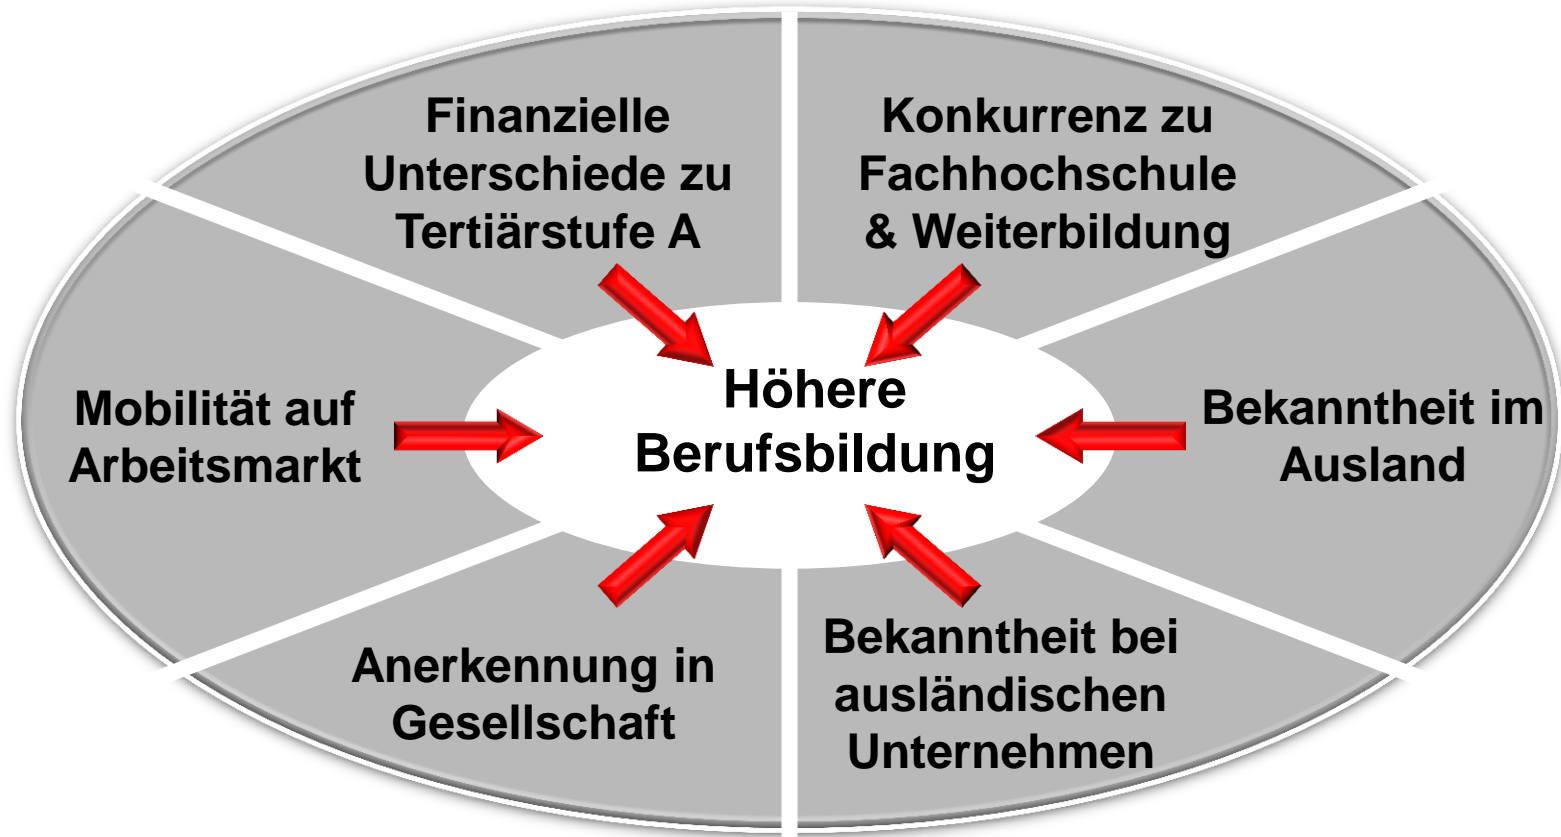 Finanzielle
Unterschiede zu
Tertiärstufe A
Konkurrenz zu
Fachhochschule
& Weiterbildung
Mobilität auf
Arbeitsmarkt
Höhere
Berufsbildung
Bekanntheit im
Ausland
Anerkennung in
Gesellschaft
Bekanntheit bei
ausländischen
Unternehmen